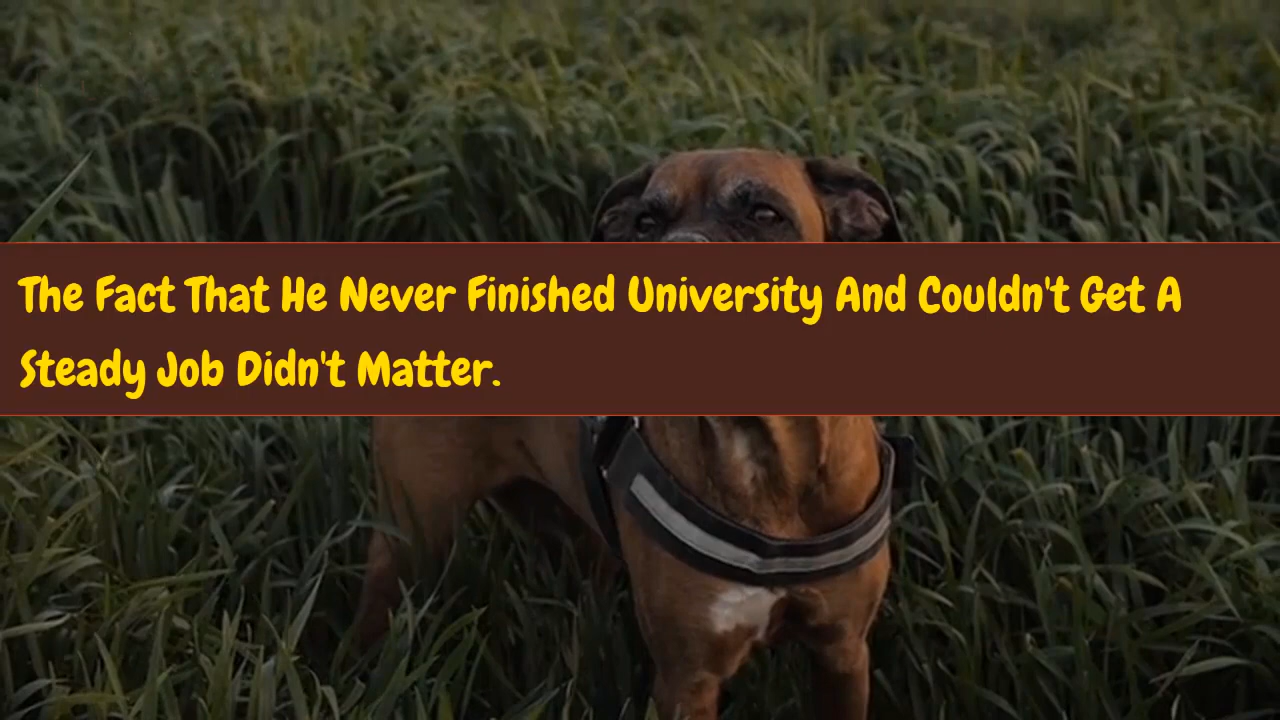 The Fact That He Never Finished University And Couldn't Get A
Steady Job Didn't Matter.